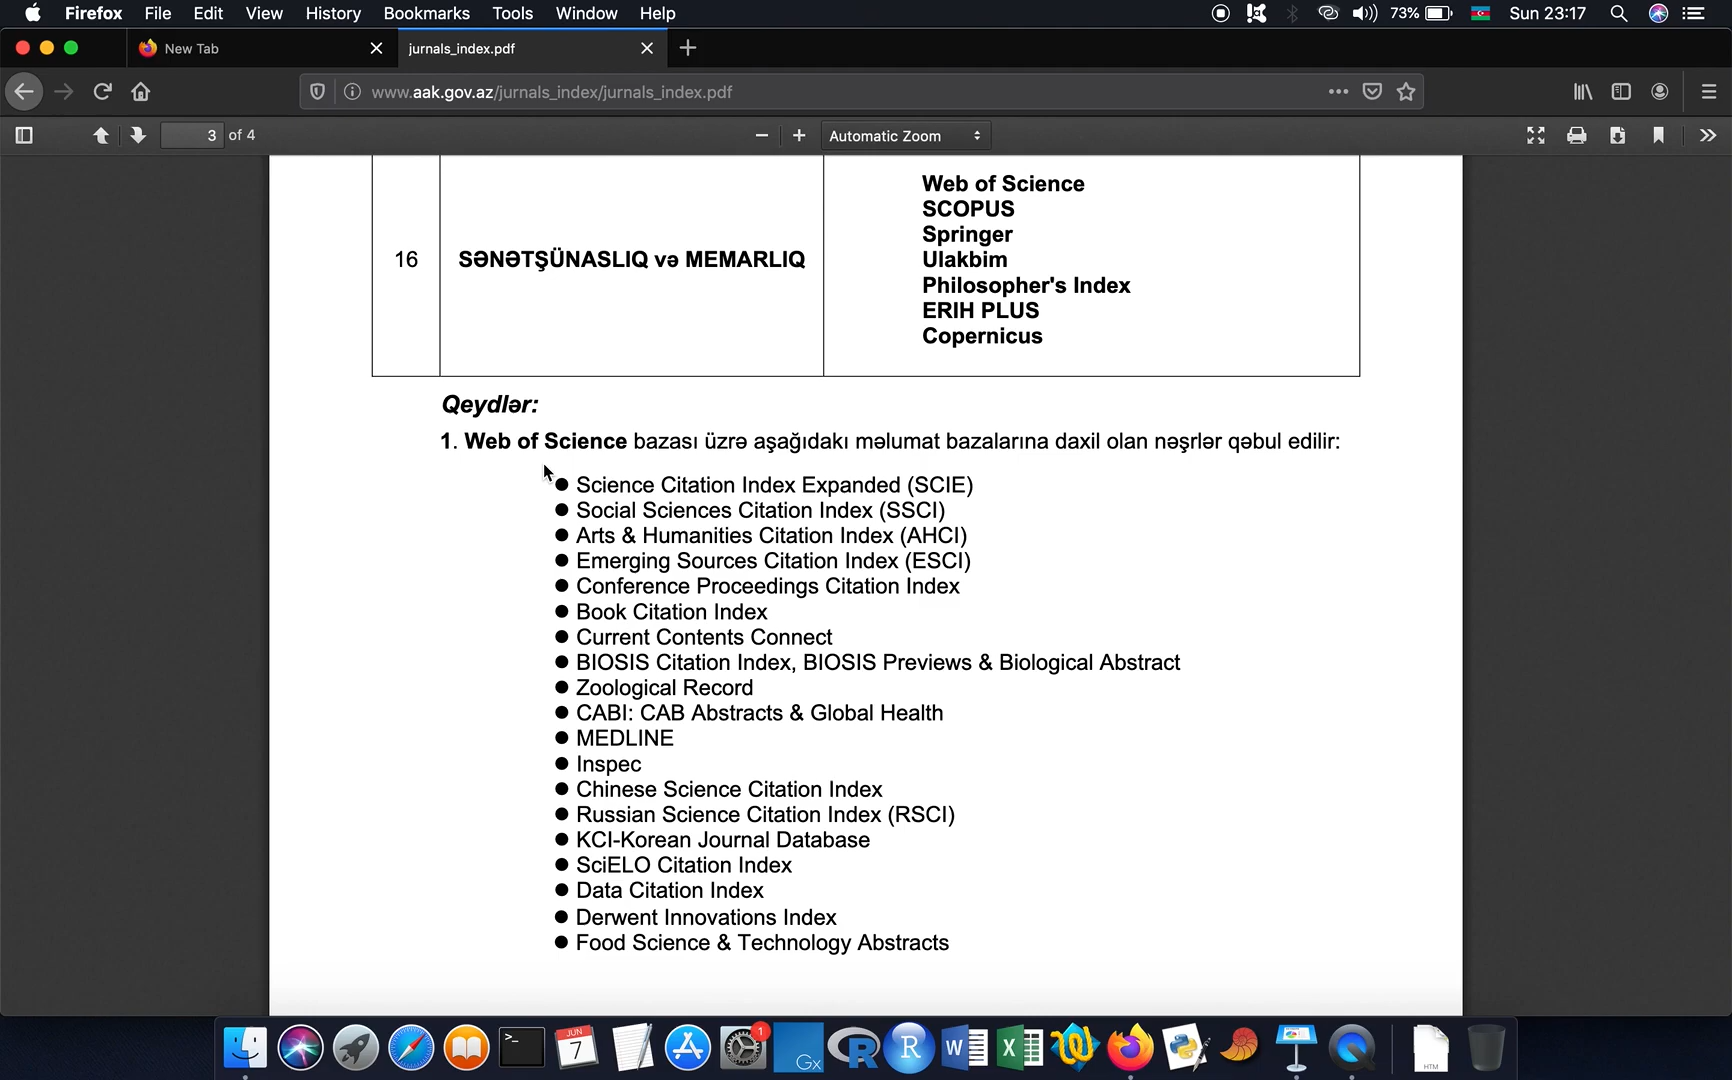 Firefox File Edit View History Bookmarks Tools Window Help 73% Sun 23:17
New Tab jurnals_index.pdf
www.aak.gov.az/jurnals_index/jurnals_index.pdf
3 of 4 Automatic Zoom
Web of Science
SCOPUS
Springer
16 SƏNƏTŞÜNASLIQ və MEMARLIQ Ulakbim
Philosopher's Index
ERIH PLUS
Copernicus
Qeydlər:
1. Web of Science bazası üzrə aşağıdakı məlumat bazalarına daxil olan nəşrlər qəbul edilir:
● Science Citation Index Expanded (SCIE)
● Social Sciences Citation Index (SSCI)
● Arts & Humanities Citation Index (AHCI)
● Emerging Sources Citation Index (ESCI)
● Conference Proceedings Citation Index
● Book Citation Index
● Current Contents Connect
● BIOSIS Citation Index, BIOSIS Previews & Biological Abstract
● Zoological Record
● CABI: CAB Abstracts & Global Health
● MEDLINE
● Inspec
● Chinese Science Citation Index
● Russian Science Citation Index (RSCI)
● KCI-Korean Journal Database
● SciELO Citation Index
● Data Citation Index
● Derwent Innovations Index
● Food Science & Technology Abstracts
JUN
7
1
Gx
R
R
W
X
HTM